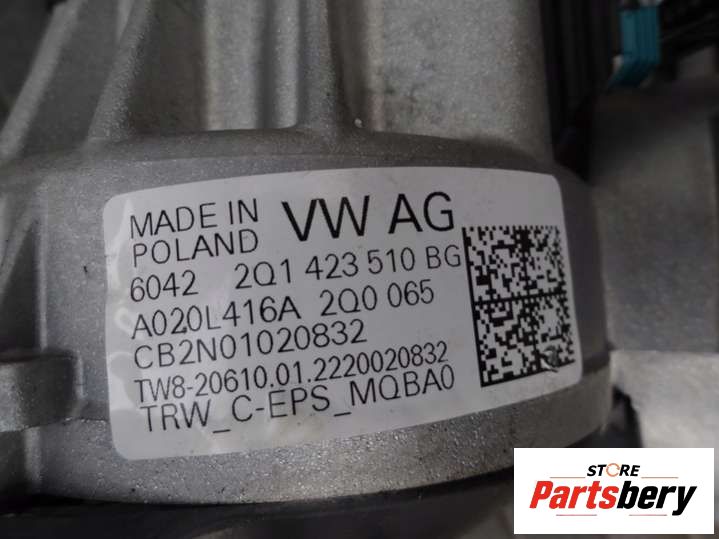 MADE IN
POLAND
VW AG
6042 2Q1 423 510 BG
A020L416A 2Q0 065
CB2N01020832
TW8-20610.01.2220020832
TRW_C-EPS_MQBA0
STORE
Partsbery